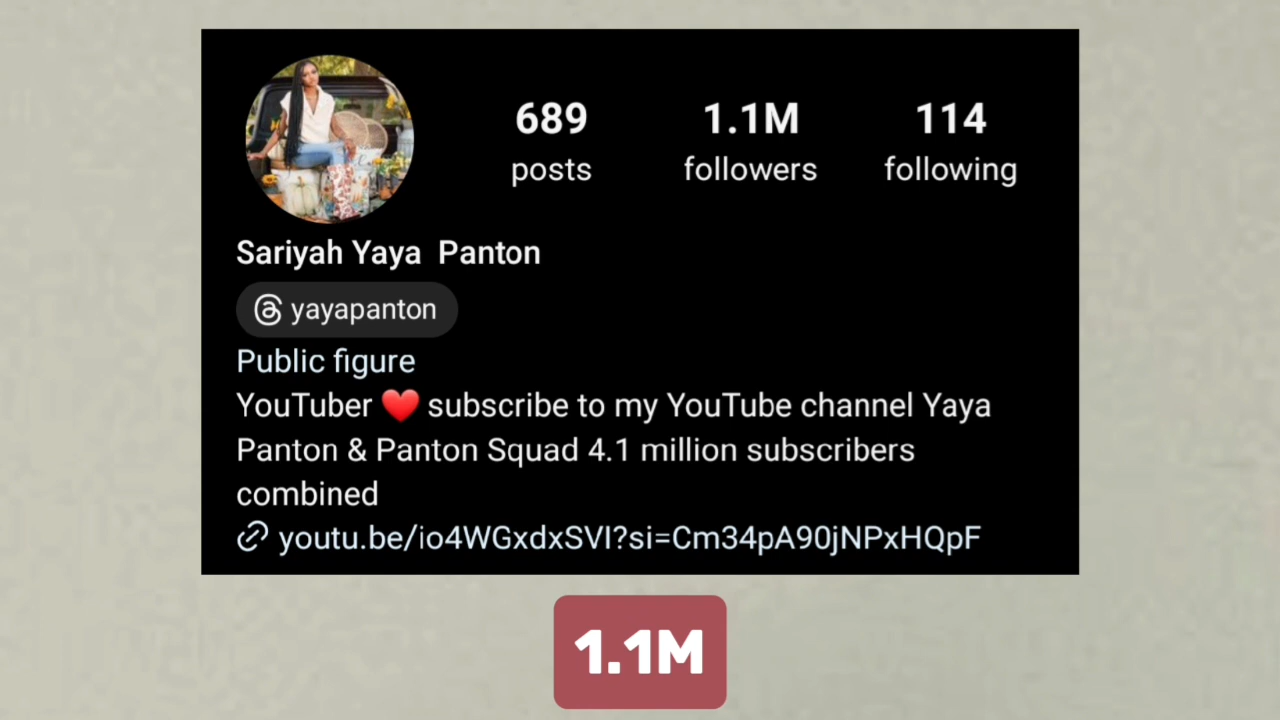 689
posts
1.1M
followers
114
following
Sariyah Yaya Panton
yayapanton
Public figure
YouTuber ❤️ subscribe to my YouTube channel Yaya
Panton & Panton Squad 4.1 million subscribers
combined
youtu.be/io4WGxdxSVI?si=Cm34pA90jNPxHQpF
1.1M